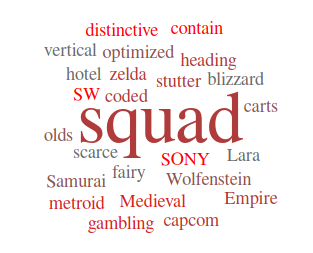 distinctive contain
vertical optimized heading
hotel zelda stutter blizzard
SW coded carts
squad
olds
scarce SONY Lara
fairy
Samurai Wolfenstein
metroid Medieval Empire
gambling capcom